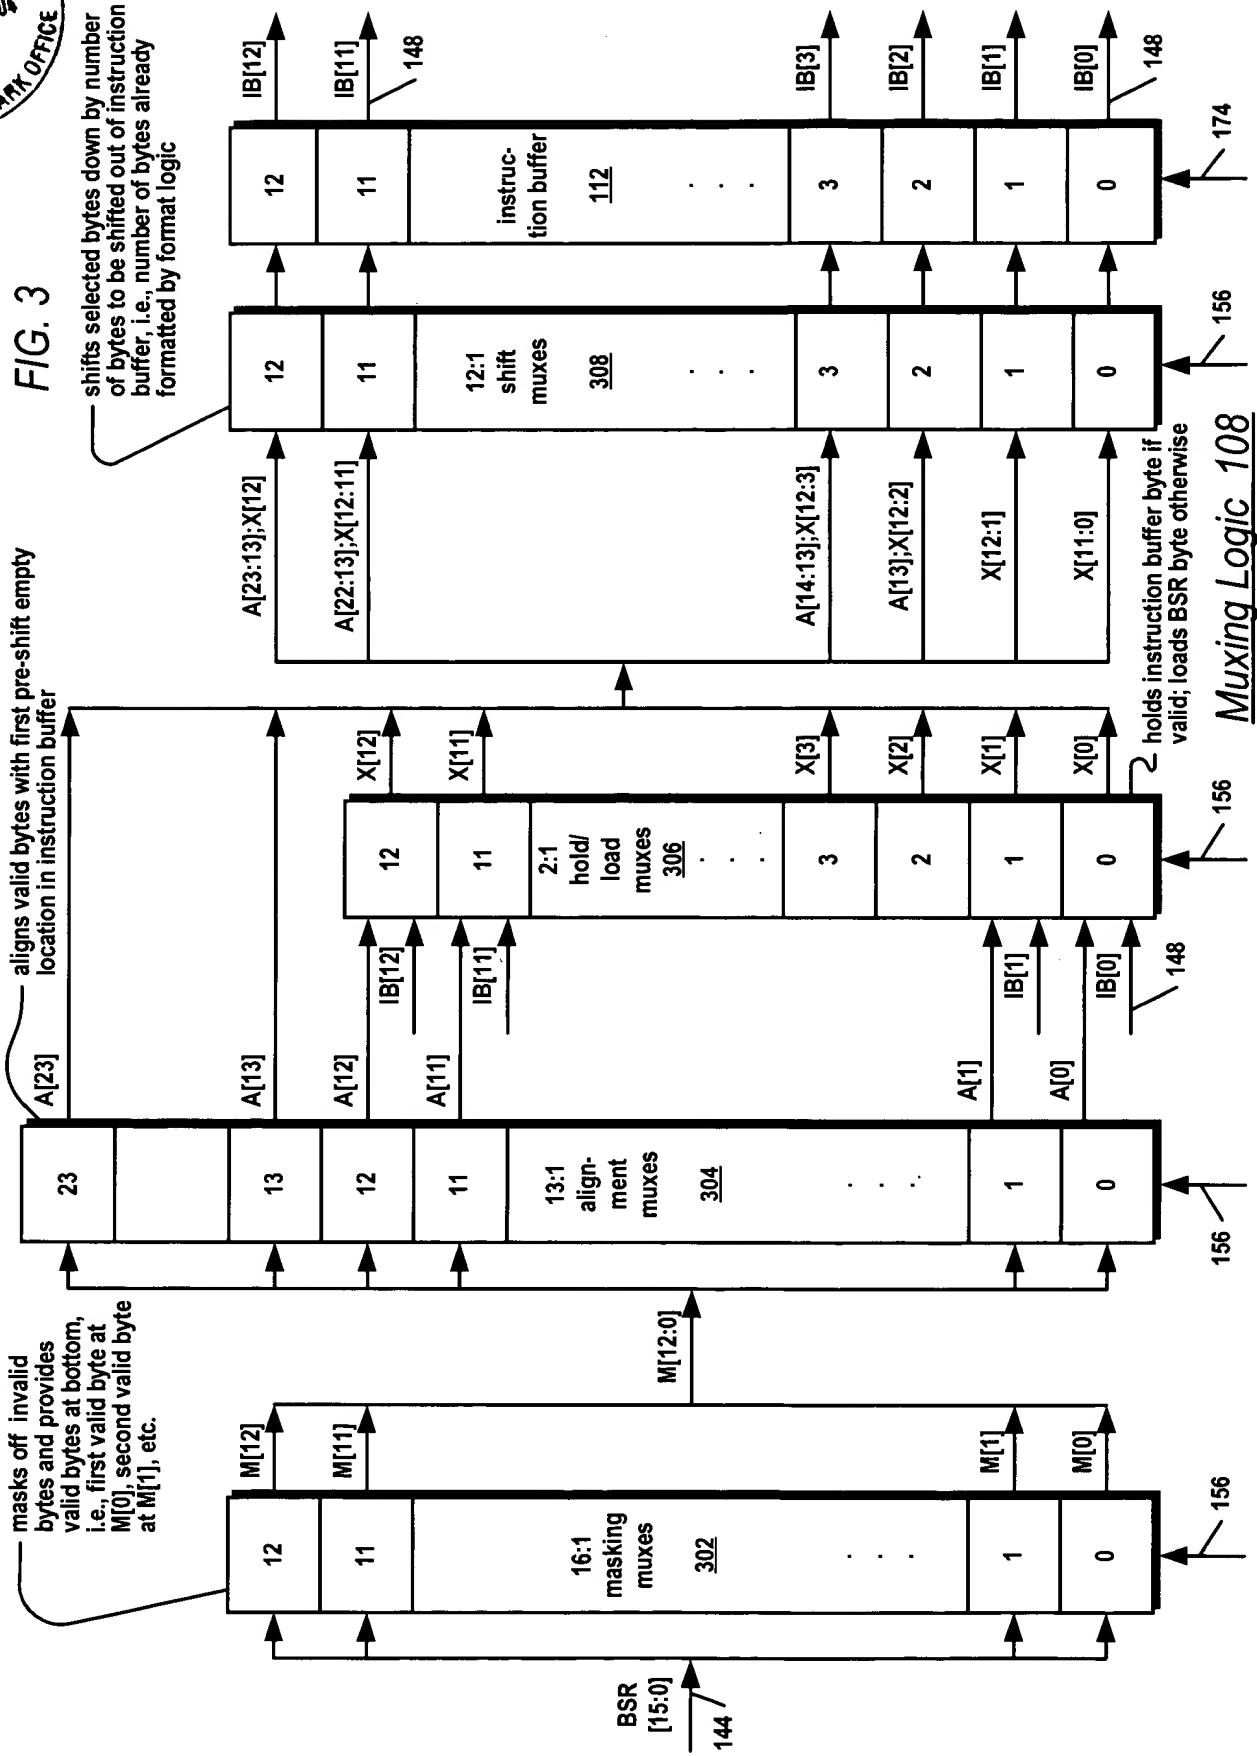 ARK OFFICE
FIG. 3
masks off invalid
bytes and provides
valid bytes at bottom,
i.e., first valid byte at
M[0], second valid byte
at M[1], etc.
aligns valid bytes with first pre-shift empty
location in instruction buffer
shifts selected bytes down by number
of bytes to be shifted out of instruction
buffer, i.e., number of bytes already
formatted by format logic
BSR
[15:0]
144
12
11
16:1
masking
muxes
302
. . .
1
0
156
M[12]
M[11]
M[1]
M[0]
M[12:0]
23
13
12
11
13:1
align-
ment
muxes
304
. . .
1
0
156
A[23]
A[13]
A[12]
A[11]
A[1]
A[0]
IB[12]
IB[11]
IB[1]
IB[0]
148
12
11
2:1
hold/
load
muxes
306
. . .
3
2
1
0
156
X[12]
X[11]
X[3]
X[2]
X[1]
X[0]
holds instruction buffer byte if
valid; loads BSR byte otherwise
A[23:13];X[12]
A[22:13];X[12:11]
A[14:13];X[12:3]
A[13];X[12:2]
X[12:1]
X[11:0]
12
11
12:1
shift
muxes
308
. . .
3
2
1
0
156
12
11
instruc-
tion buffer
112
. . .
3
2
1
0
174
IB[12]
IB[11]
148
IB[3]
IB[2]
IB[1]
IB[0]
148
Muxing Logic 108